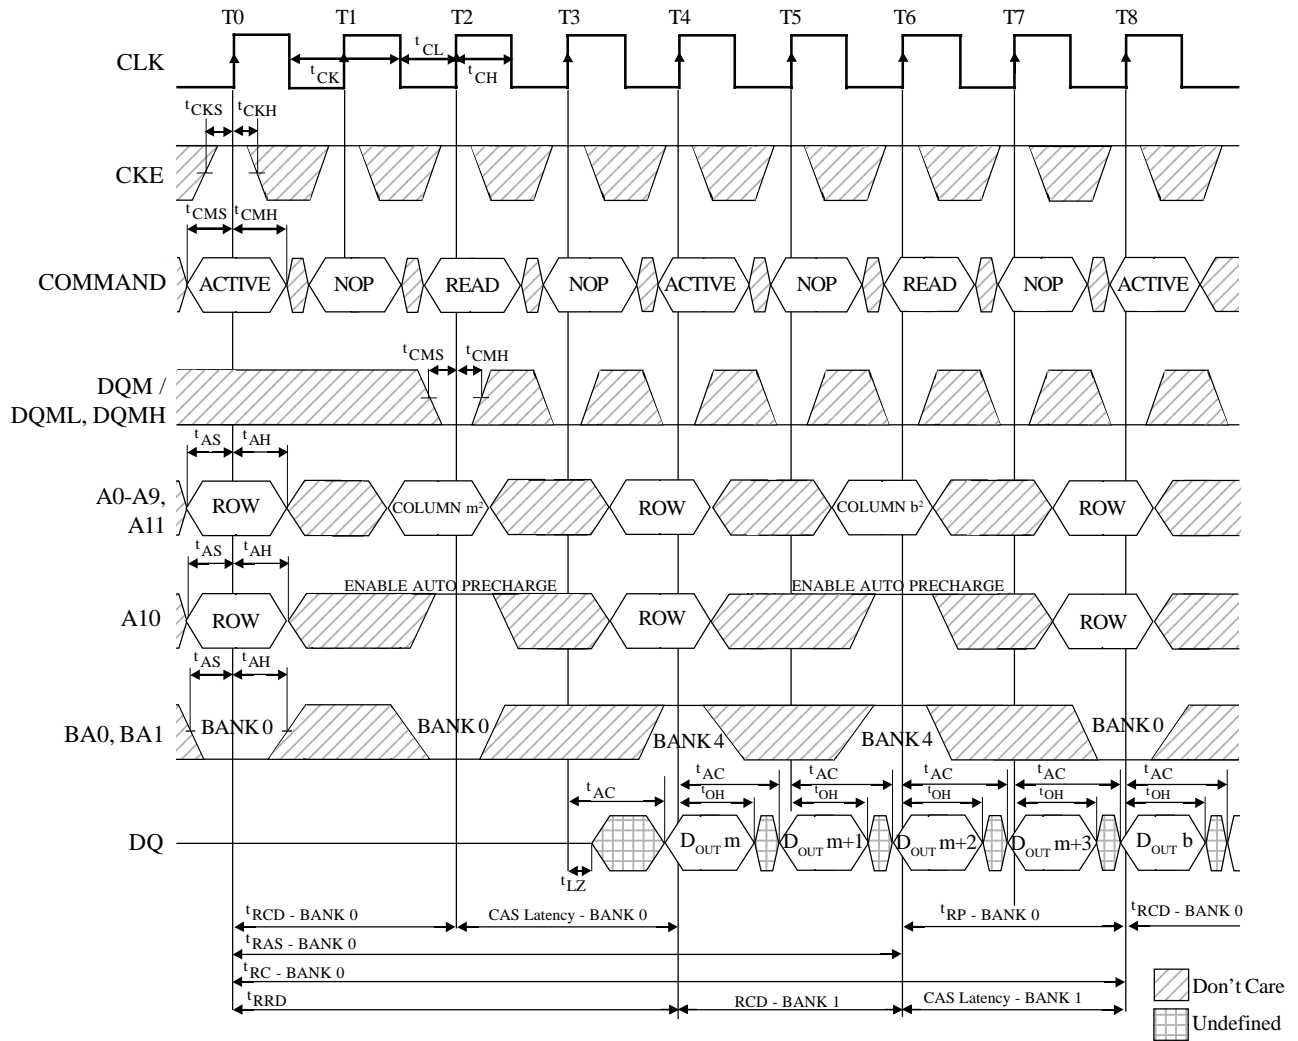 T0 T1 T2 T3 T4 T5 T6 T7 T8
CLK
tCK tCL tCH
tCKS tCKH
CKE
tCMS tCMH
COMMAND ACTIVE NOP READ NOP ACTIVE NOP READ NOP ACTIVE
tCMS tCMH
DQM /
DQML, DQMH
tAS tAH
A0-A9,
A11
ROW COLUMN m² ROW COLUMN b² ROW
tAS tAH
ENABLE AUTO PRECHARGE ENABLE AUTO PRECHARGE
A10 ROW ROW ROW
tAS tAH
BA0, BA1 BANK 0 BANK 0 BANK 4 BANK 4 BANK 0
tAC tAC tAC tAC tAC tAC
tOH tOH tOH tOH tOH
DQ DOUT m DOUT m+1 DOUT m+2 DOUT m+3 DOUT b
tLZ
tRCD - BANK 0 CAS Latency - BANK 0 tRP - BANK 0 tRCD - BANK 0
tRAS - BANK 0
tRC - BANK 0
tRRD RCD - BANK 1 CAS Latency - BANK 1
Don't Care
Undefined